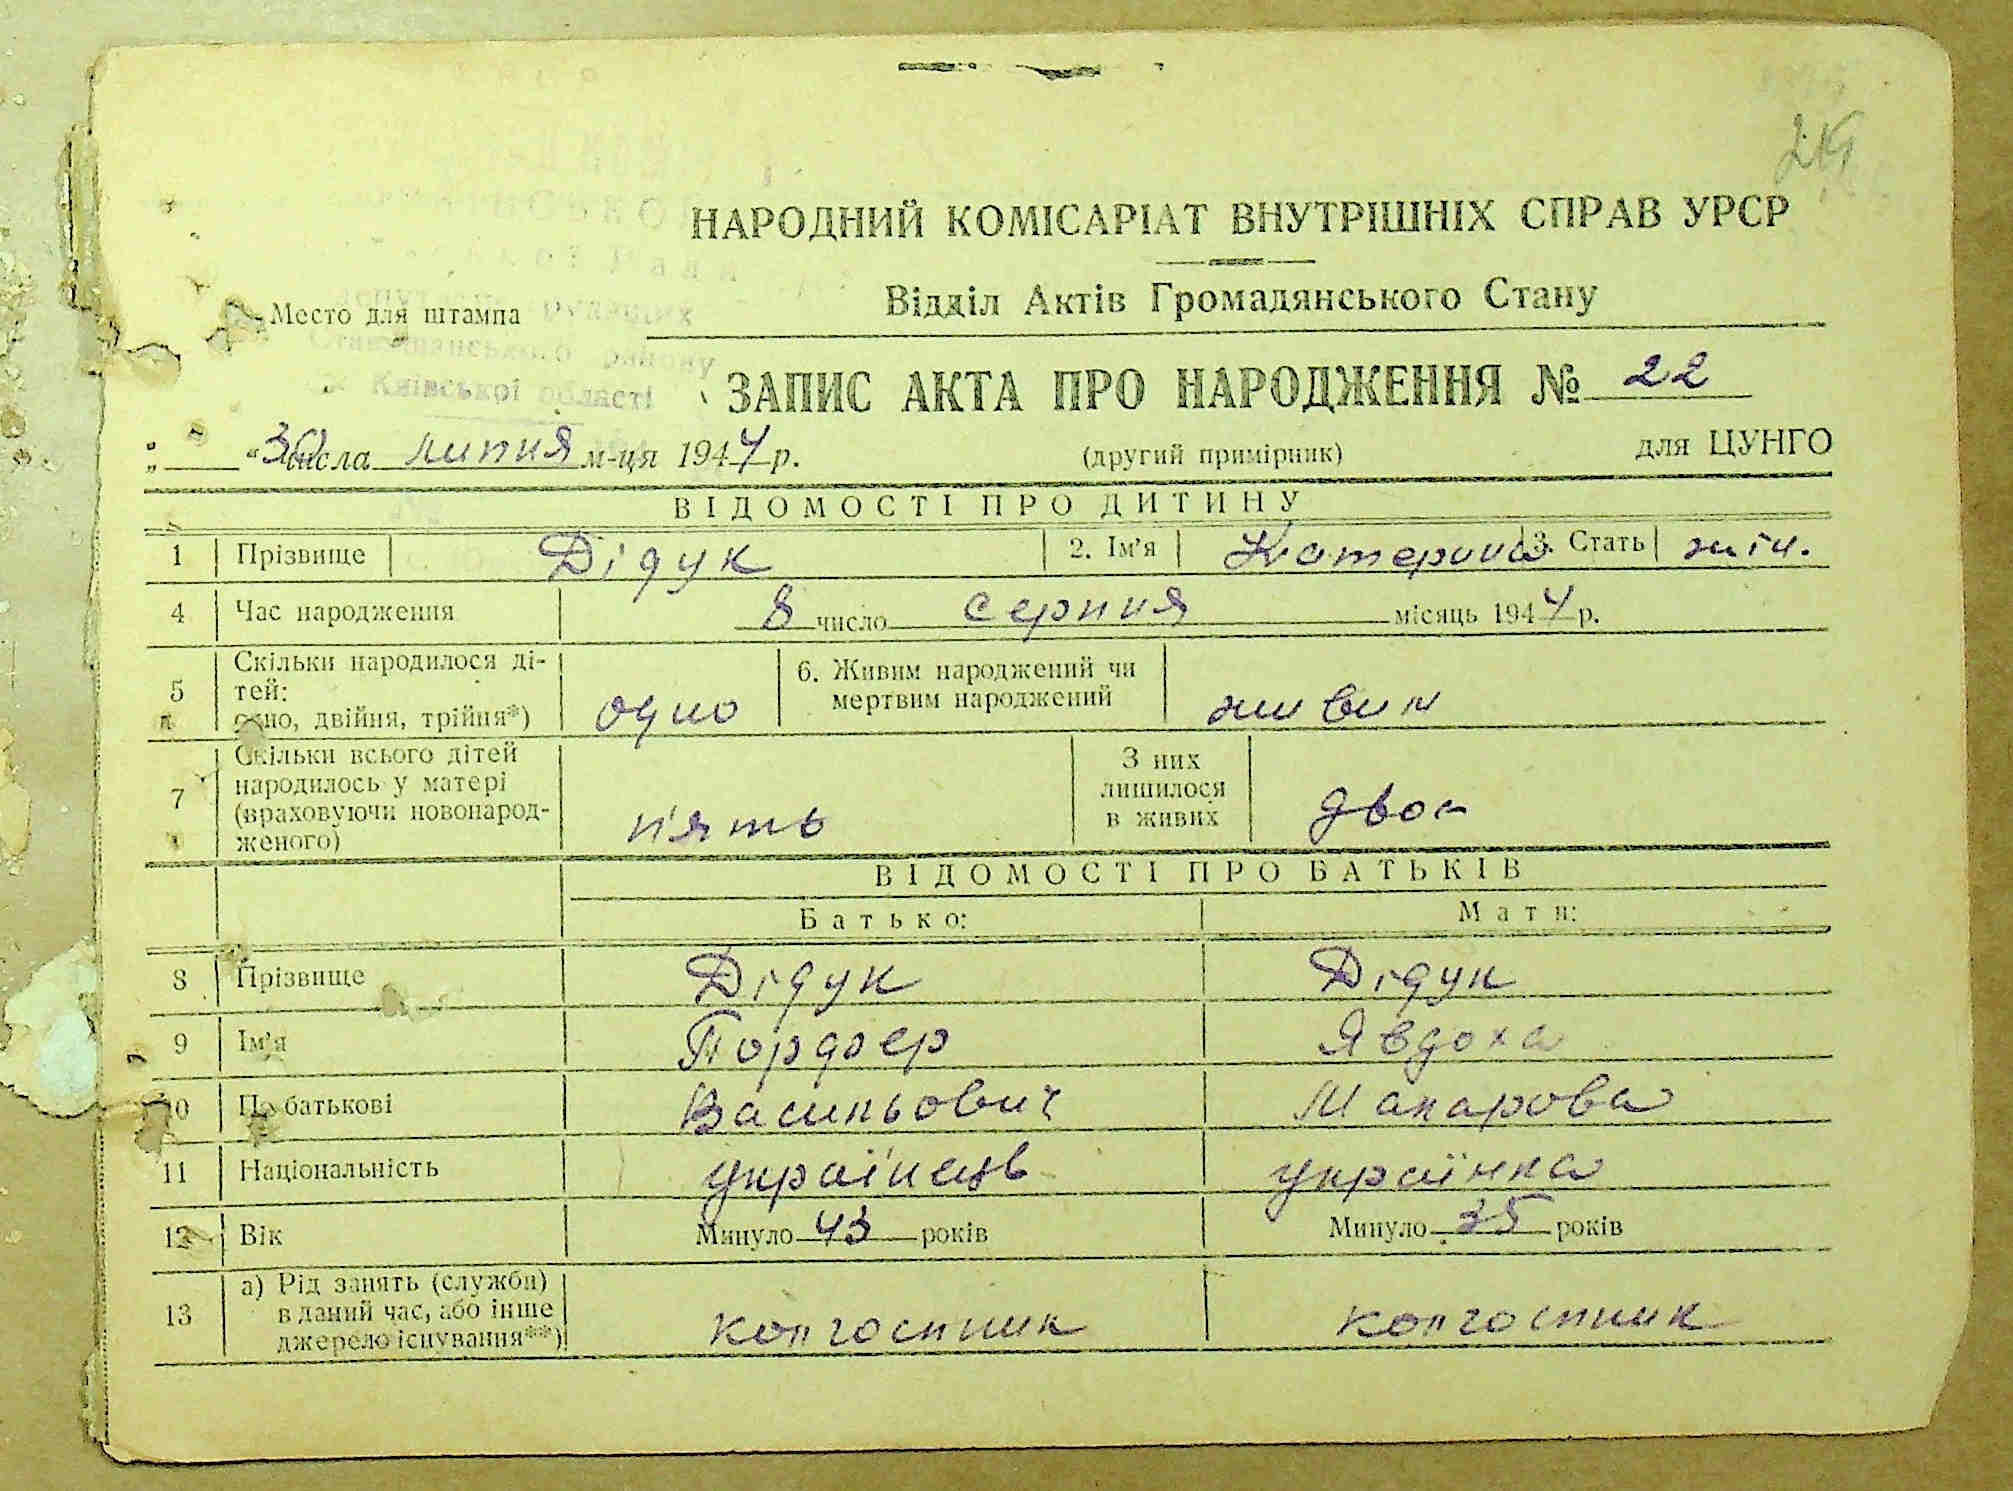 29
НАРОДНИЙ КОМІСАРІАТ ВНУТРІШНІХ СПРАВ УРСР
Відділ Актів Громадянського Стану
Место для штампа
района
Київської області
ЗАПИС АКТА ПРО НАРОДЖЕННЯ № 22
„ “ 30 числа липня м-ця 1944 р. (другий примірник) для ЦУНГО
ВІДОМОСТІ ПРО ДИТИНУ
1 Прізвище Дідук 2. Ім'я Катерина 3. Стать жін.
4 Час народження 8 число серпня місяць 1944 р.
5 Скільки народилося дітей: одно, двійня, трійня*) одно 6. Живим народжений чи мертвим народжений живим
7 Скільки всього дітей народилось у матері (враховуючи новонародженого) п'ять З них лишилося в живих двоє
ВІДОМОСТІ ПРО БАТЬКІВ
Батько: Мати:
8 Прізвище Дідук Дідук
9 Ім'я Порфер Явдоха
10 По батькові Васильович Макарова
11 Національність українець українка
12 Вік Минуло 43 років Минуло 35 років
13 а) Рід занять (служби) в даний час, або інше джерело існування**) колгоспник колгоспник